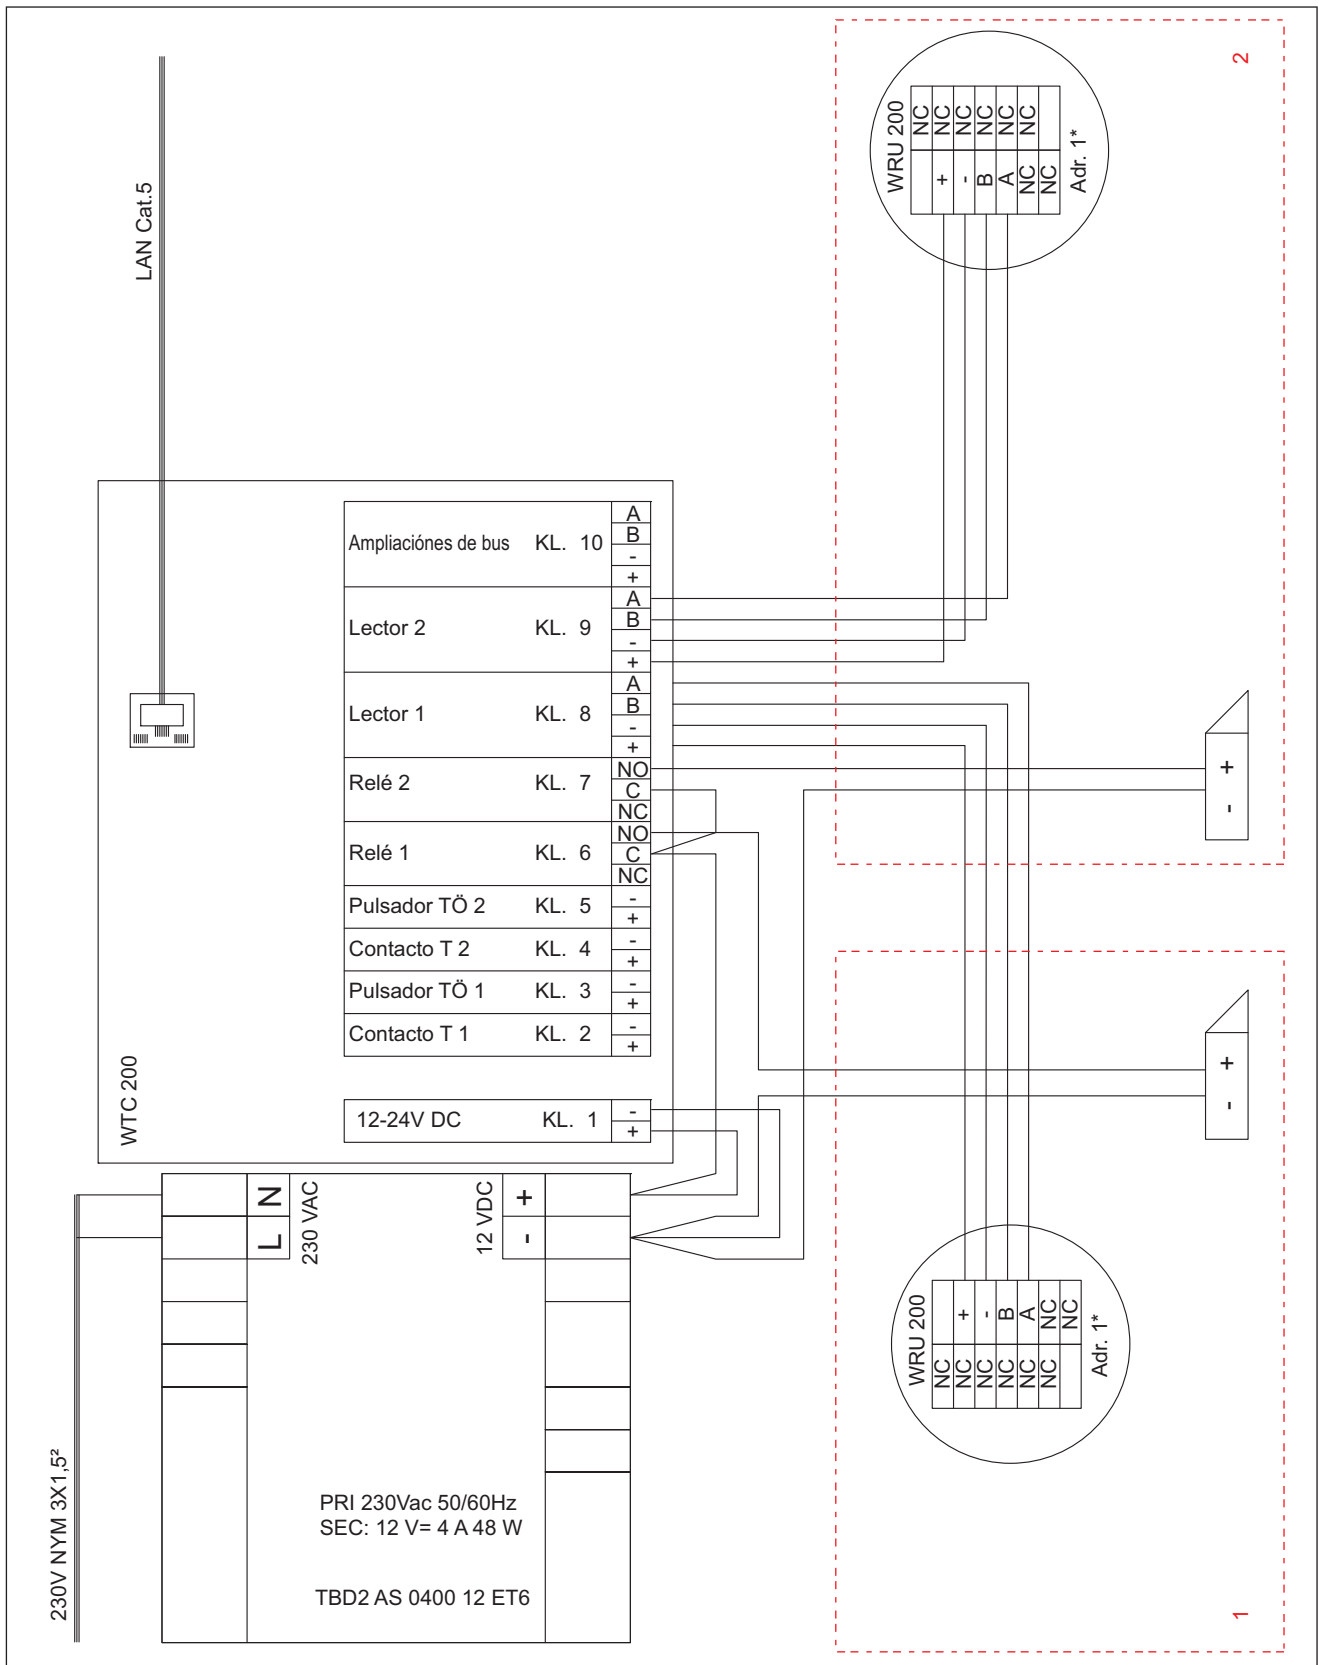 2
LAN Cat.5
WRU 200
NC NC NC NC NC NC
+ - B A NC NC
Adr. 1*
WTC 200
Ampliaciónes de bus KL. 10 A B - +
Lector 2 KL. 9 A B - +
Lector 1 KL. 8 A B - +
Relé 2 KL. 7 NO C NC
Relé 1 KL. 6 NO C NC
Pulsador TÖ 2 KL. 5 - +
Contacto T 2 KL. 4 - +
Pulsador TÖ 1 KL. 3 - +
Contacto T 1 KL. 2 - +
12-24V DC KL. 1 - +
+ -
+ -
L N
230 VAC
12 VDC
- +
WRU 200
+ - B A NC NC
NC NC NC NC NC NC
Adr. 1*
230V NYM 3X1,5²
PRI 230Vac 50/60Hz
SEC: 12 V= 4 A 48 W
TBD2 AS 0400 12 ET6
1